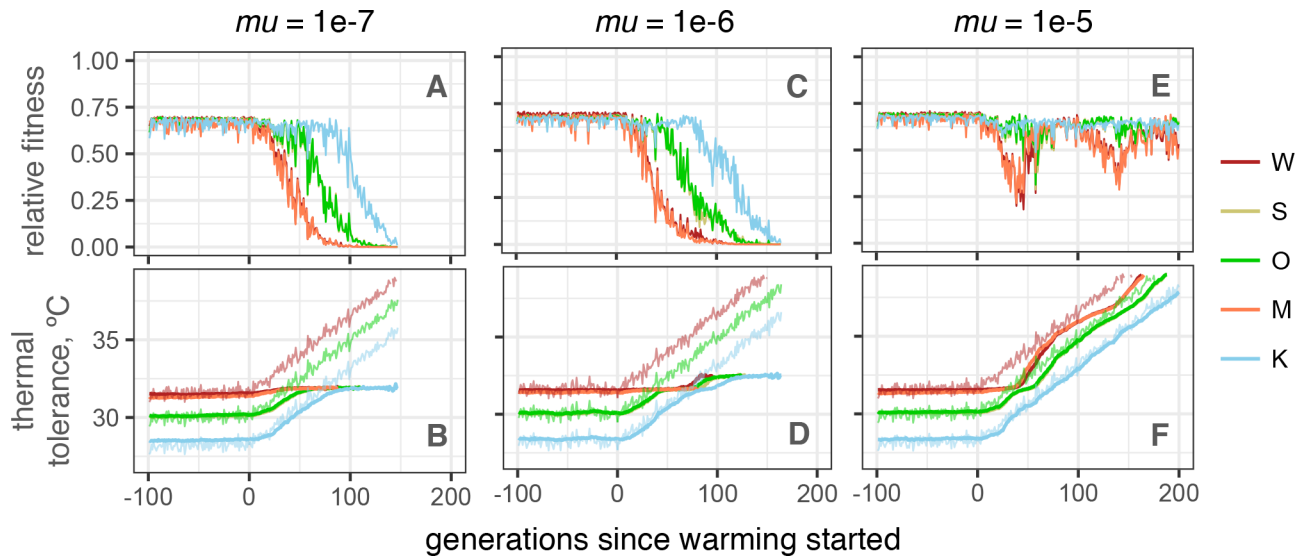 mu = 1e-7 mu = 1e-6 mu = 1e-5
relative fitness
1.00
0.75
0.50
0.25
0.00
A
C
E
thermal
tolerance, ºC
35
30
B
D
F
-100 0 100 200
-100 0 100 200
-100 0 100 200
generations since warming started
W
S
O
M
K